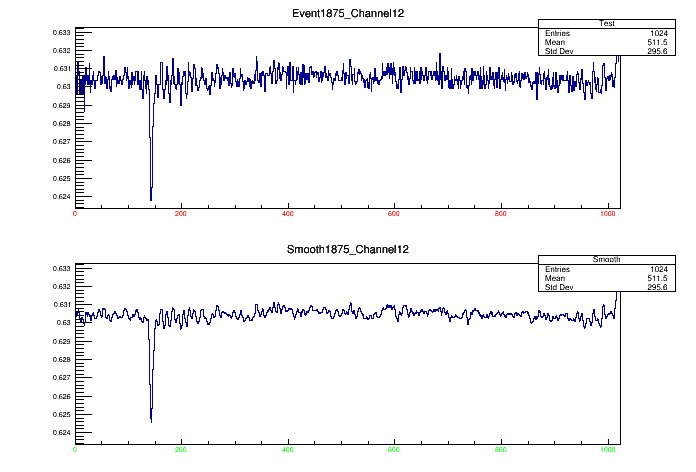 Event1875_Channel12
Test
Entries 1024
Mean 511.5
Std Dev 295.6
0.633
0.632
0.631
0.63
0.629
0.628
0.627
0.626
0.625
0.624
0 200 400 600 800 1000
Smooth1875_Channel12
Smooth
Entries 1024
Mean 511.5
Std Dev 295.6
0.633
0.632
0.631
0.63
0.629
0.628
0.627
0.626
0.625
0.624
0 200 400 600 800 1000